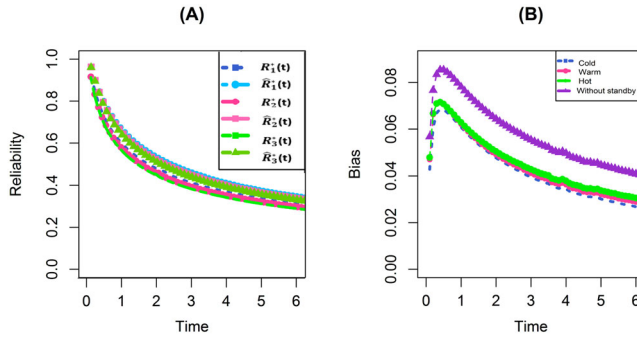 (A)
Reliability
1.0
0.8
0.6
0.4
0.2
0.0
R*1(t)
R̂*1(t)
R*2(t)
R̂*2(t)
R*3(t)
R̂*3(t)
0 1 2 3 4 5 6
Time
(B)
Bias
0.08
0.06
0.04
0.02
0.00
Cold
Warm
Hot
Without standby
0 1 2 3 4 5 6
Time